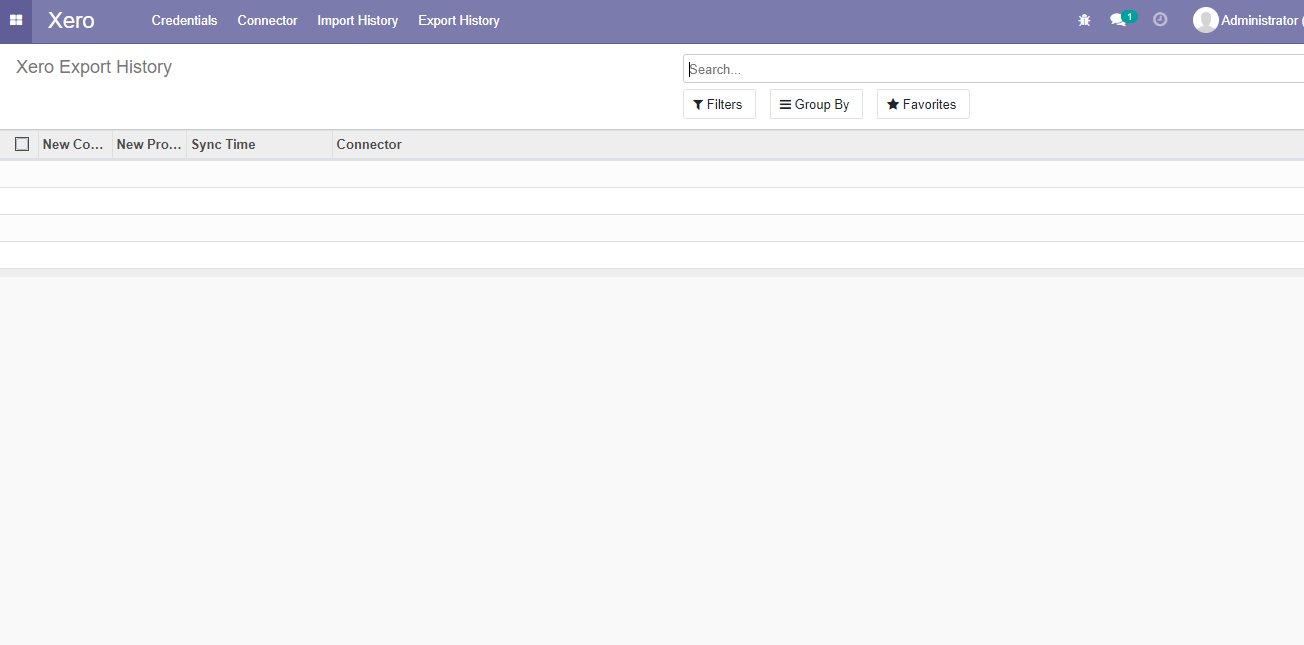 Xero Credentials Connector Import History Export History 1 Administrator
Xero Export History
Search...
Filters Group By Favorites
New Co... New Pro... Sync Time Connector